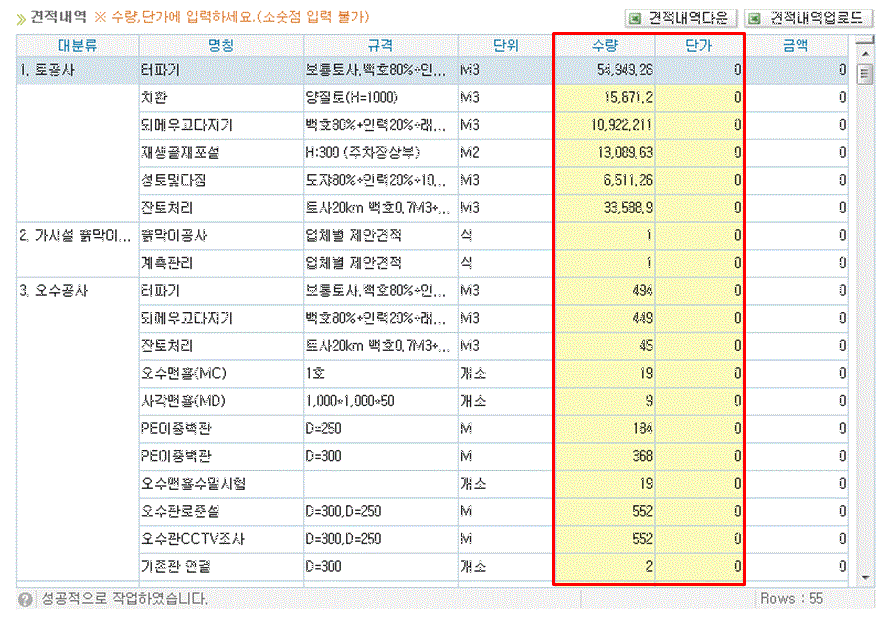 견적내역 ※ 수량,단가에 입력하세요.(소숫점 입력 불가) 견적내역다운 견적내역업로드
대분류 명칭 규격 단위 수량 단가 금액
1. 토공사 터파기 보통토사,백호80%+인... M3 54,949.26 0 0
치환 양질토(H=1000) M3 15,671.2 0 0
되메우고다지기 백호80%+인력20%+래... M3 10,922,211 0 0
재생골재포설 H:300 (주차장상부) M2 13,089.63 0 0
성토및다짐 도자80%+인력20%+10... M3 6,511.26 0 0
잔토처리 토사20km 백호0.7M3+... M3 33,588.9 0 0
2. 가시설 흙막이... 흙막이공사 업체별 제안견적 식 1 0 0
계측관리 업체별 제안견적 식 1 0 0
3. 오수공사 터파기 보통토사,백호80%+인... M3 494 0 0
되메우고다지기 백호80%+인력20%+래... M3 449 0 0
잔토처리 토사20km 백호0.7M3+... M3 45 0 0
오수맨홀(MC) 1호 개소 19 0 0
사각맨홀(MD) 1,000*1,000*50 개소 9 0 0
PE이중벽관 D=250 M 184 0 0
PE이중벽관 D=300 M 368 0 0
오수맨홀수밀시험 개소 19 0 0
오수관로준설 D=300,D=250 M 552 0 0
오수관CCTV조사 D=300,D=250 M 552 0 0
기존관 연결 D=300 개소 2 0 0
성공적으로 작업하였습니다. Rows : 55